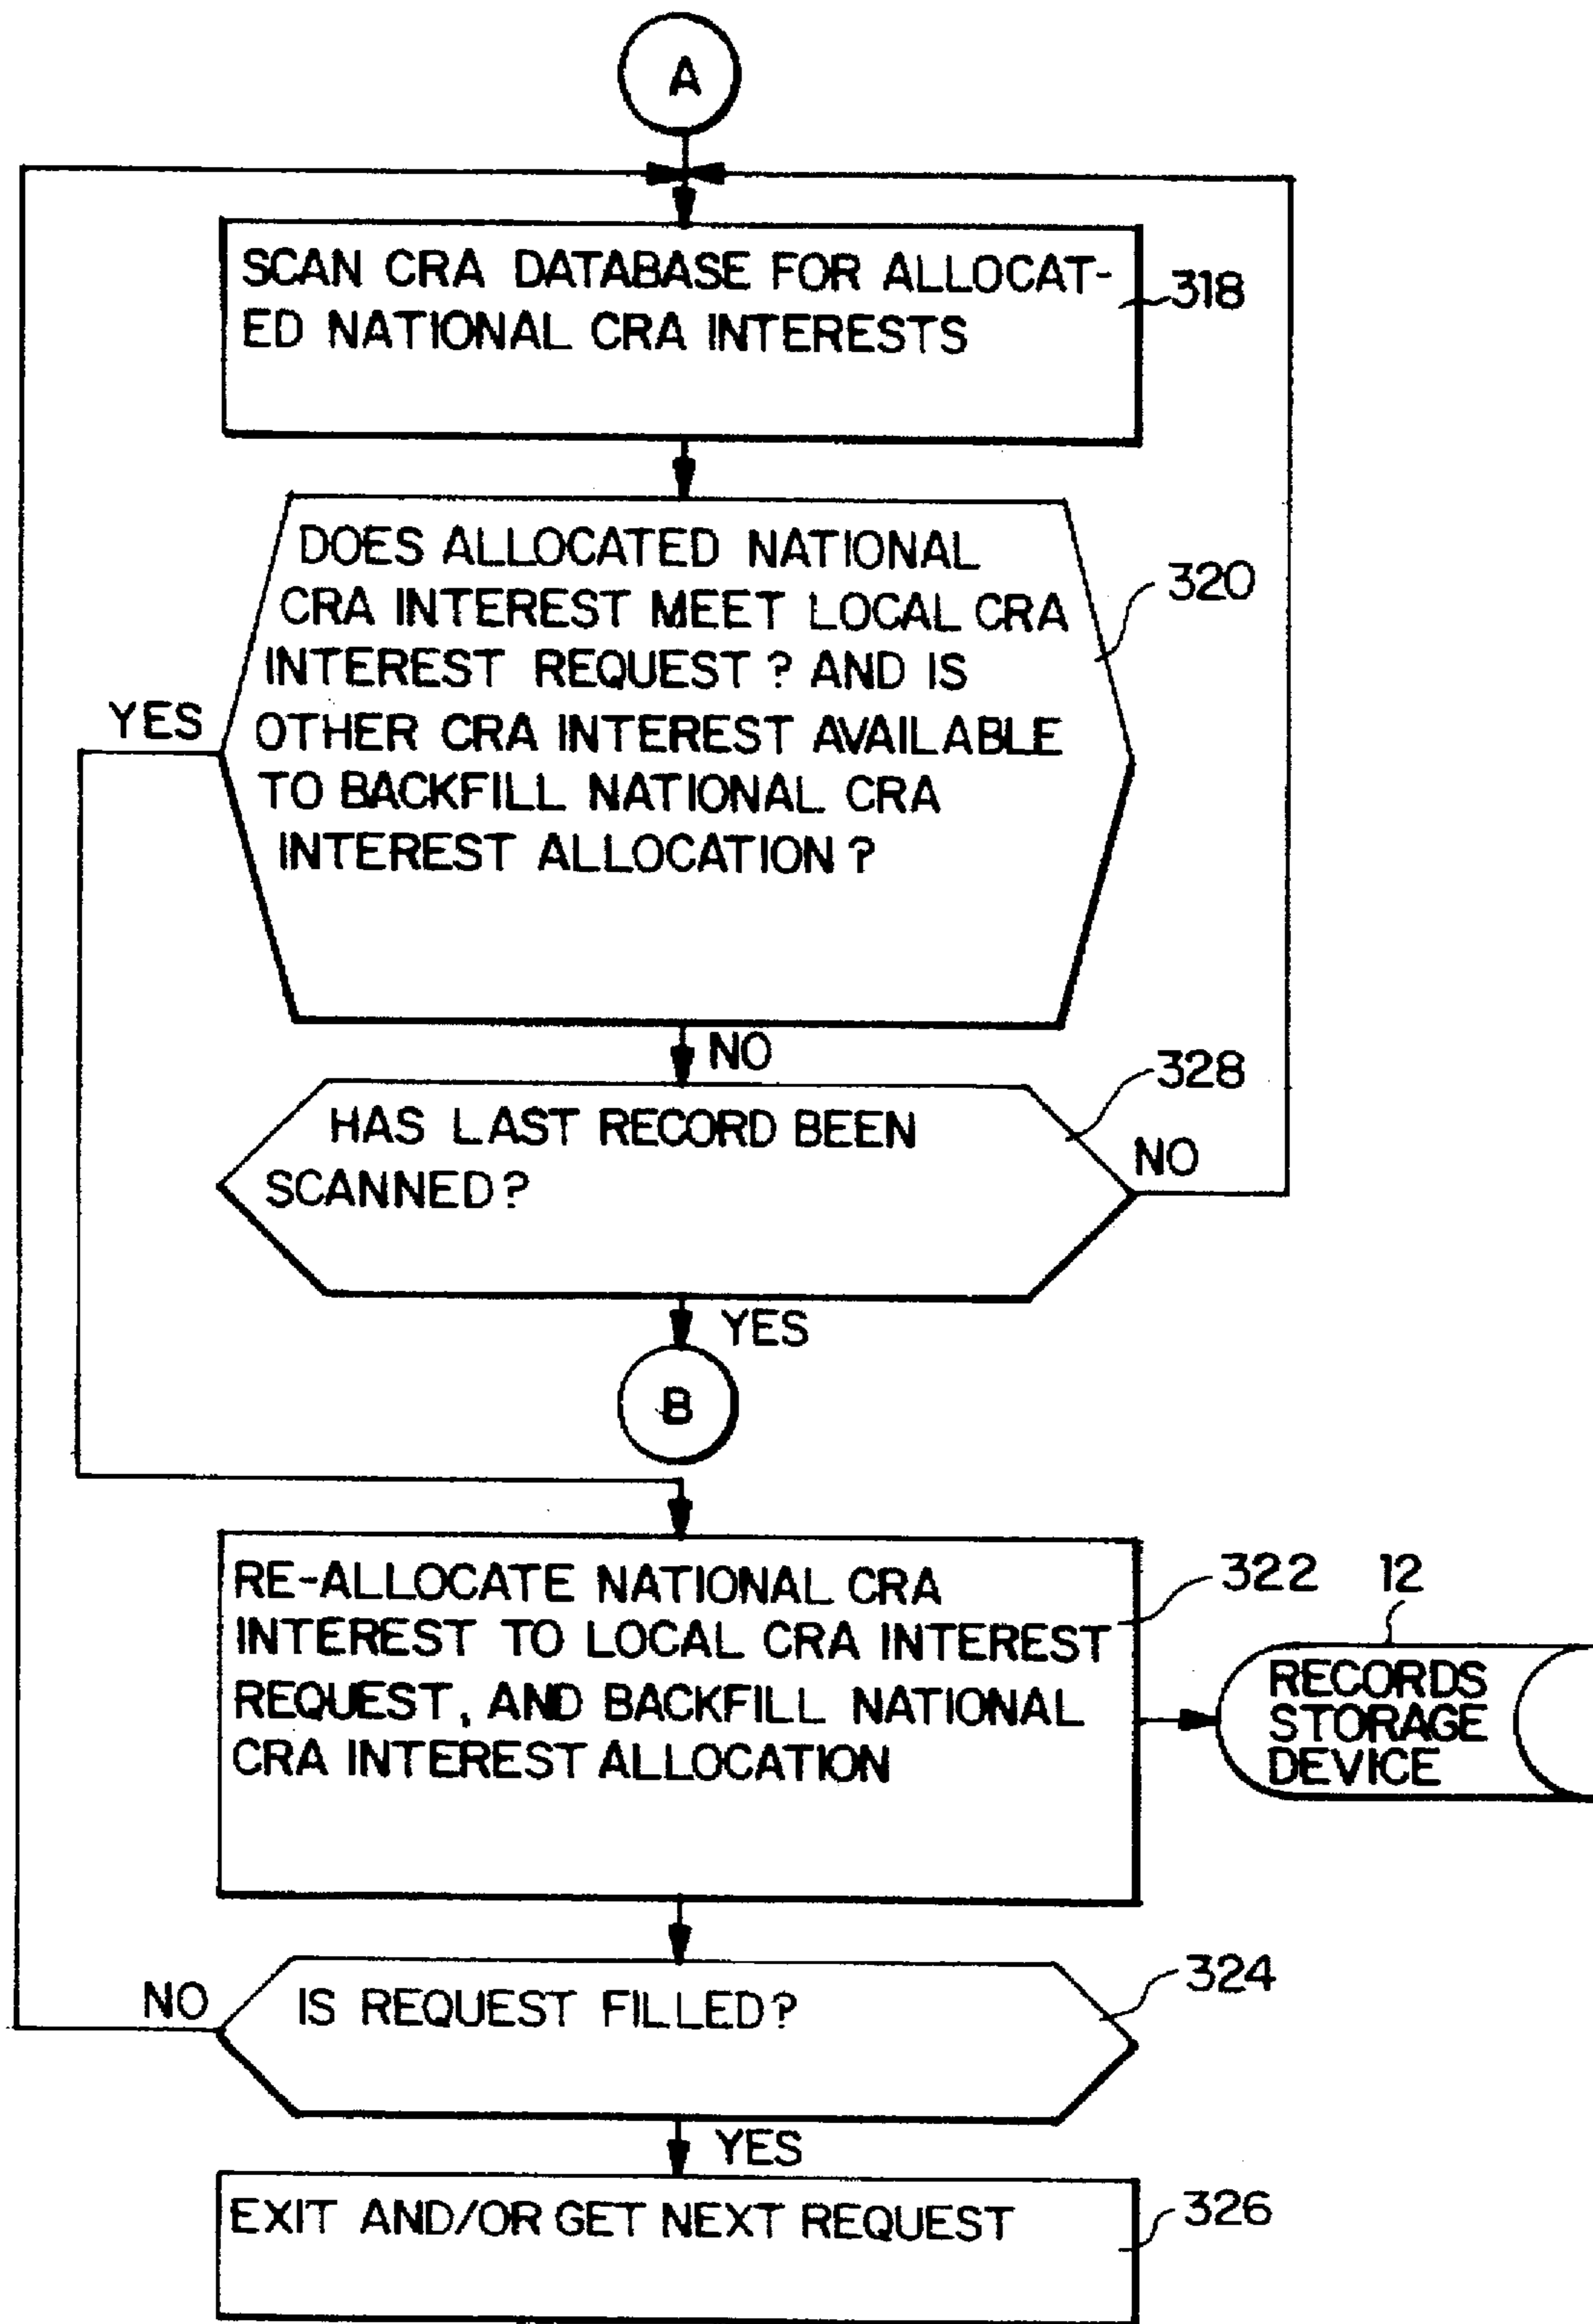 A
SCAN CRA DATABASE FOR ALLOCAT-
ED NATIONAL CRA INTERESTS
318
DOES ALLOCATED NATIONAL
CRA INTEREST MEET LOCAL CRA
INTEREST REQUEST? AND IS
OTHER CRA INTEREST AVAILABLE
TO BACKFILL NATIONAL CRA
INTEREST ALLOCATION?
320
YES
NO
HAS LAST RECORD BEEN
SCANNED?
328
NO
YES
B
RE-ALLOCATE NATIONAL CRA
INTEREST TO LOCAL CRA INTEREST
REQUEST, AND BACKFILL NATIONAL
CRA INTEREST ALLOCATION
322
12
RECORDS
STORAGE
DEVICE
IS REQUEST FILLED?
324
NO
YES
EXIT AND/OR GET NEXT REQUEST
326